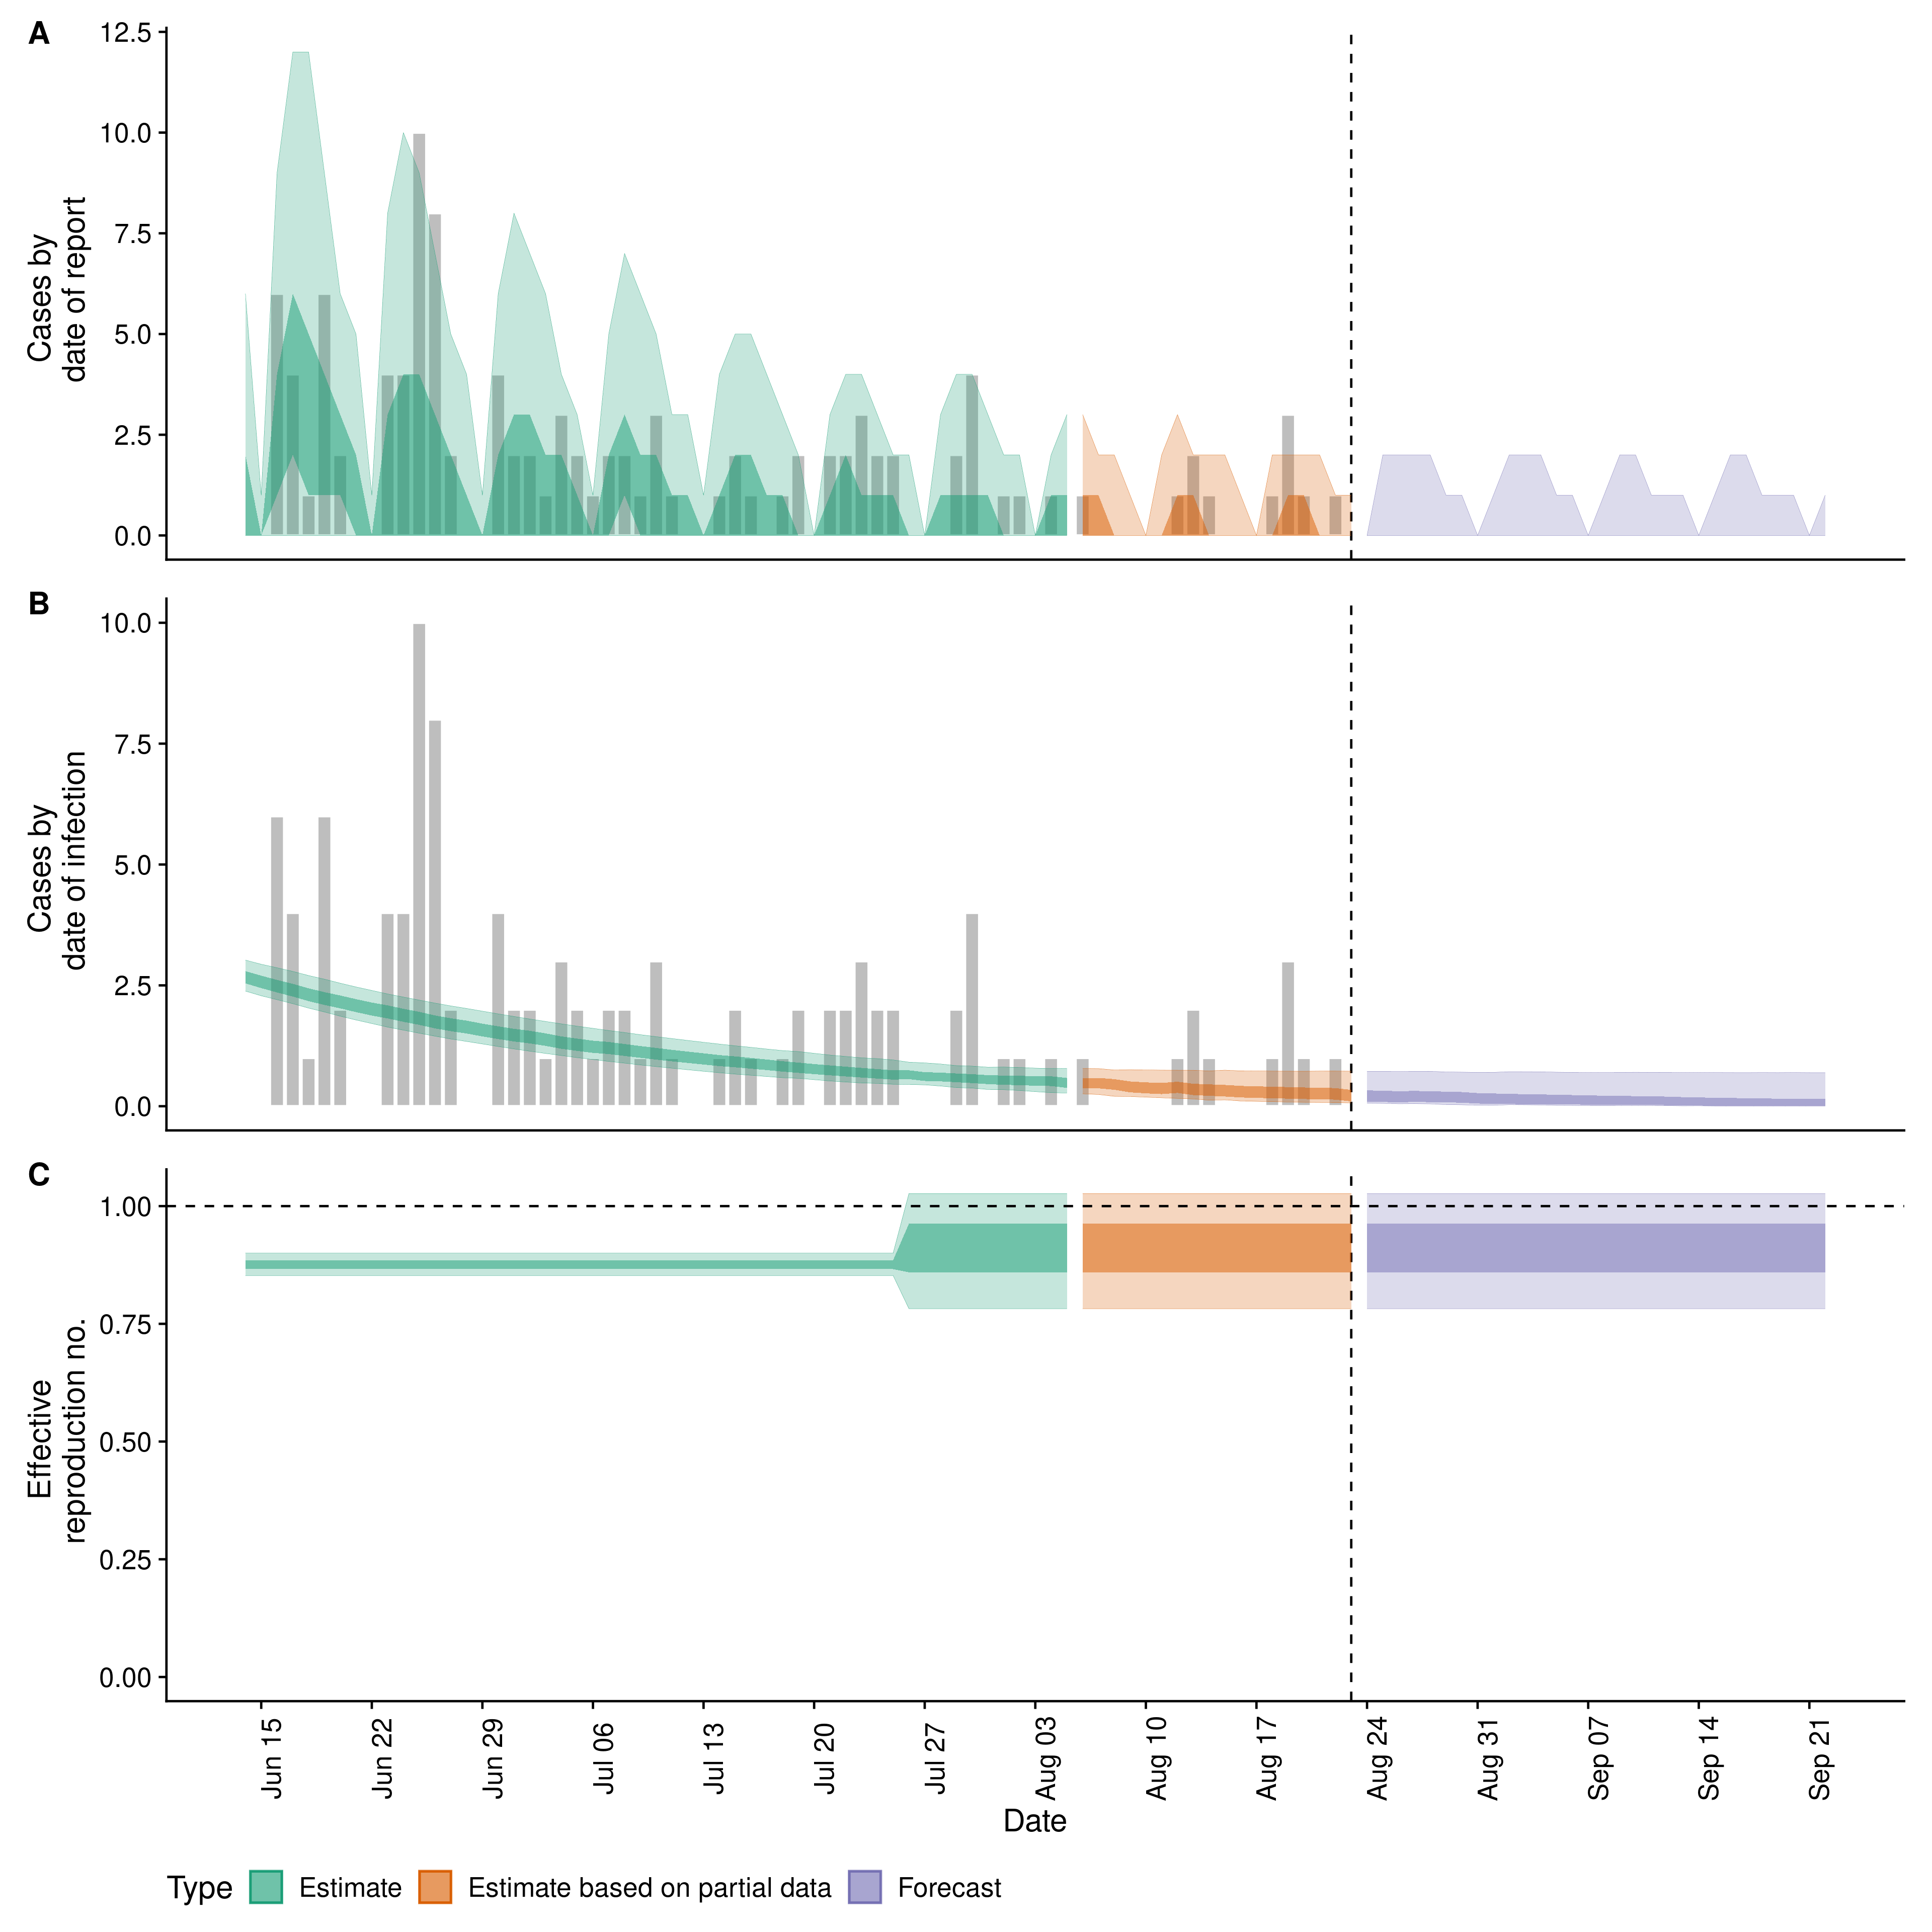 A
12.5
10.0
7.5
5.0
2.5
0.0
Cases by
date of report
B
10.0
7.5
5.0
2.5
0.0
Cases by
date of infection
C
1.00
0.75
0.50
0.25
0.00
Effective
reproduction no.
Jun 15
Jun 22
Jun 29
Jul 06
Jul 13
Jul 20
Jul 27
Aug 03
Aug 10
Aug 17
Aug 24
Aug 31
Sep 07
Sep 14
Sep 21
Date
Type Estimate Estimate based on partial data Forecast